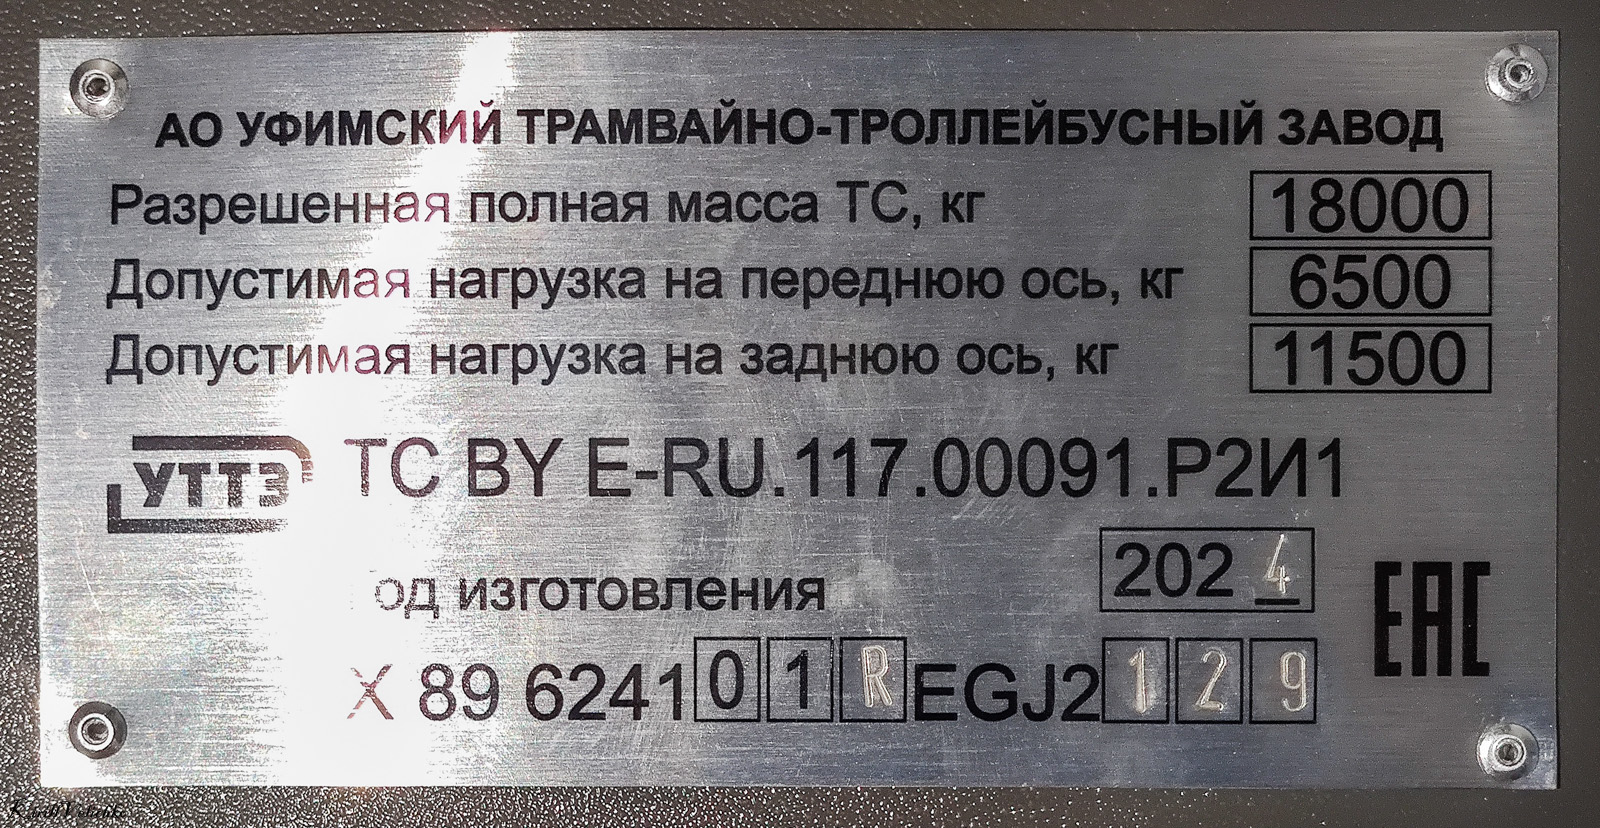 АО УФИМСКИЙ ТРАМВАЙНО-ТРОЛЛЕЙБУСНЫЙ ЗАВОД
Разрешенная полная масса ТС, кг 18000
Допустимая нагрузка на переднюю ось, кг 6500
Допустимая нагрузка на заднюю ось, кг 11500
УТТЗ ТС BY E-RU.117.00091.Р2И1
од изготовления 2024
EAC
X 89 624101REGJ2129